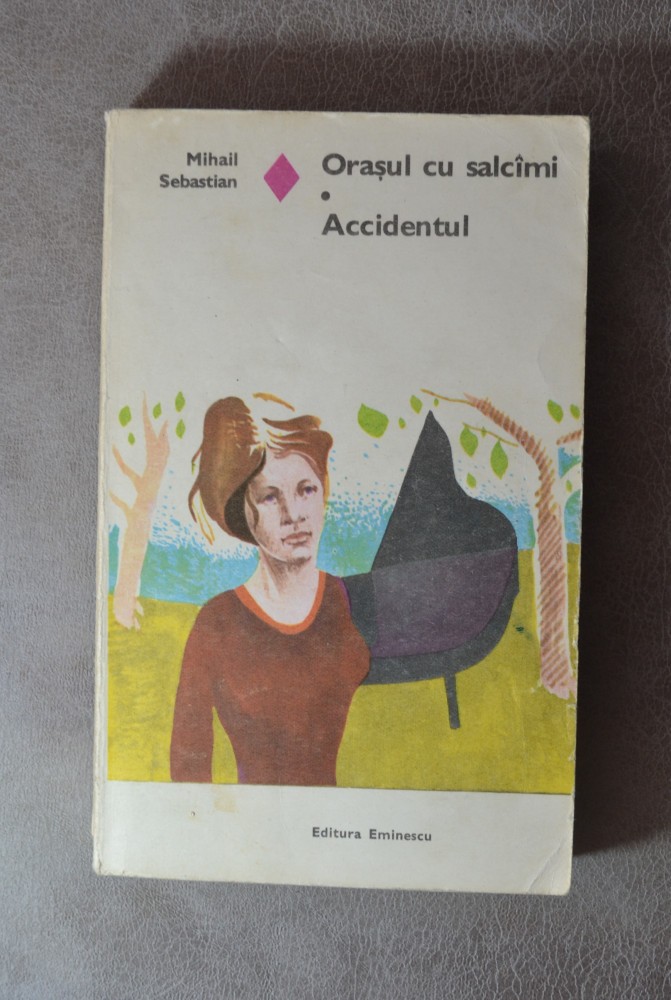 Mihail
Sebastian
Orașul cu salcîmi
•
Accidentul
Editura Eminescu